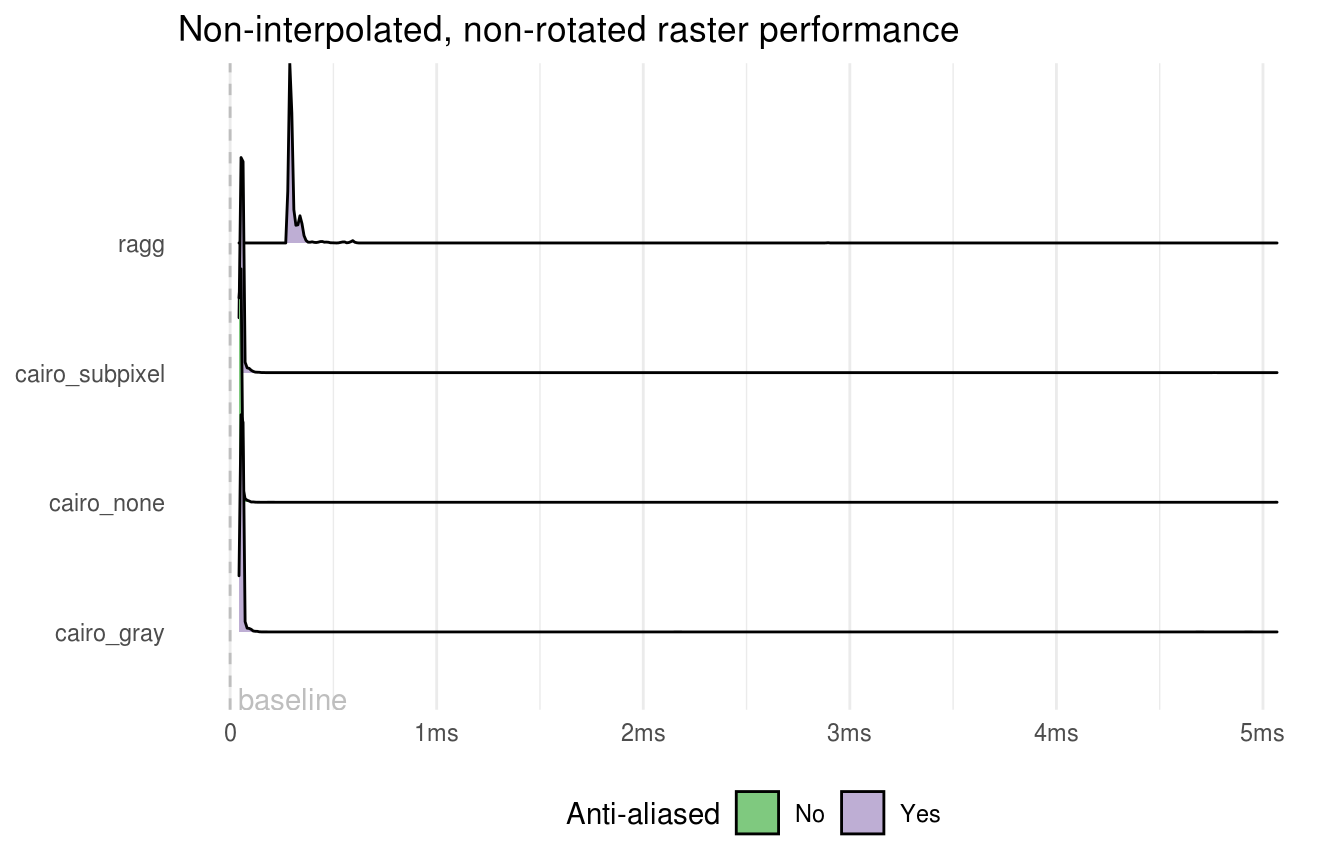 Non-interpolated, non-rotated raster performance
ragg
cairo_subpixel
cairo_none
cairo_gray
baseline
0 1ms 2ms 3ms 4ms 5ms
Anti-aliased No Yes